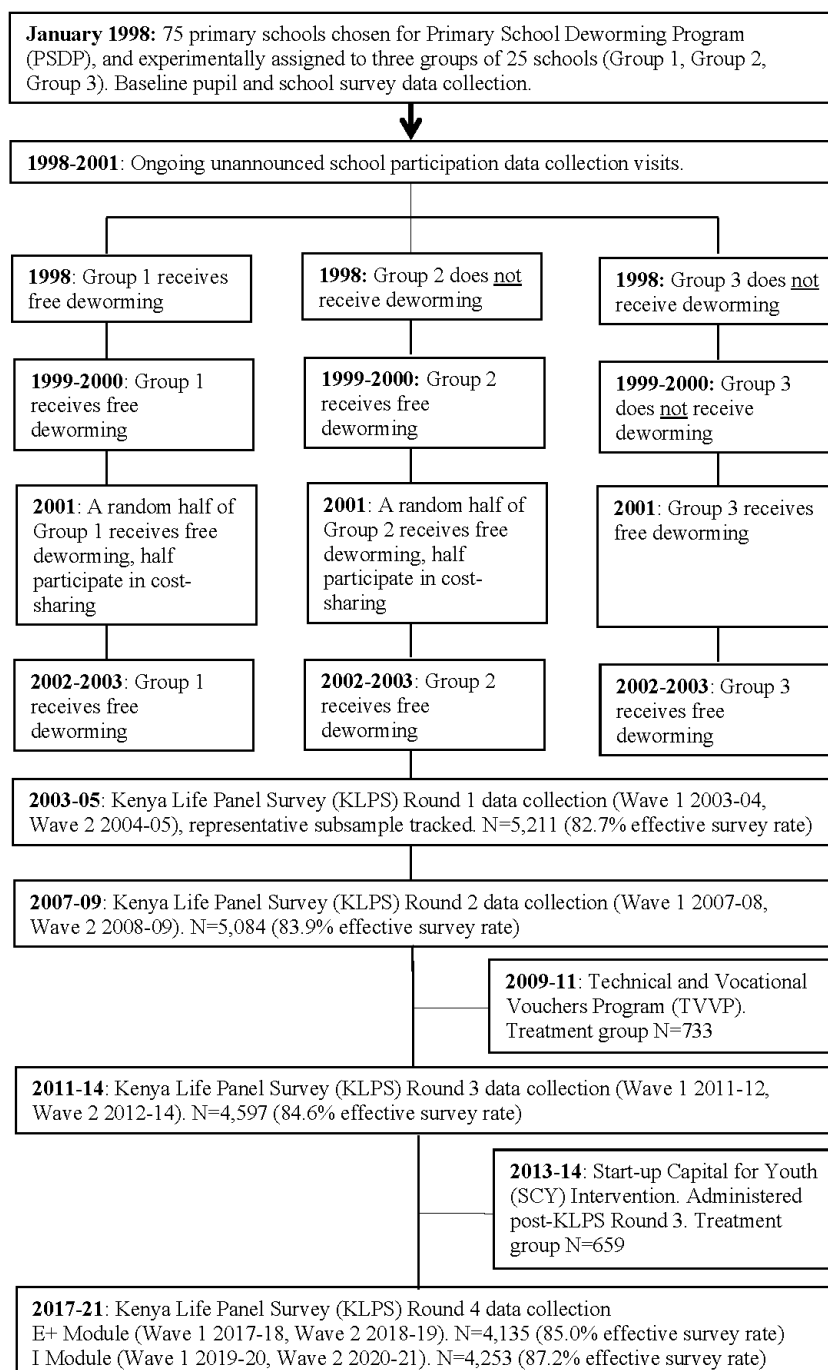 January 1998: 75 primary schools chosen for Primary School Deworming Program
(PSDP), and experimentally assigned to three groups of 25 schools (Group 1, Group 2,
Group 3). Baseline pupil and school survey data collection.
1998-2001: Ongoing unannounced school participation data collection visits.
1998: Group 1 receives
free deworming
1998: Group 2 does not
receive deworming
1998: Group 3 does not
receive deworming
1999-2000: Group 1
receives free
deworming
1999-2000: Group 2
receives free
deworming
1999-2000: Group 3
does not receive
deworming
2001: A random half of
Group 1 receives free
deworming, half
participate in cost-
sharing
2001: A random half of
Group 2 receives free
deworming, half
participate in cost-
sharing
2001: Group 3 receives
free deworming
2002-2003: Group 1
receives free
deworming
2002-2003: Group 2
receives free
deworming
2002-2003: Group 3
receives free
deworming
2003-05: Kenya Life Panel Survey (KLPS) Round 1 data collection (Wave 1 2003-04,
Wave 2 2004-05), representative subsample tracked. N=5,211 (82.7% effective survey rate)
2007-09: Kenya Life Panel Survey (KLPS) Round 2 data collection (Wave 1 2007-08,
Wave 2 2008-09). N=5,084 (83.9% effective survey rate)
2009-11: Technical and Vocational
Vouchers Program (TVVP).
Treatment group N=733
2011-14: Kenya Life Panel Survey (KLPS) Round 3 data collection (Wave 1 2011-12,
Wave 2 2012-14). N=4,597 (84.6% effective survey rate)
2013-14: Start-up Capital for Youth
(SCY) Intervention. Administered
post-KLPS Round 3. Treatment
group N=659
2017-21: Kenya Life Panel Survey (KLPS) Round 4 data collection
E+ Module (Wave 1 2017-18, Wave 2 2018-19). N=4,135 (85.0% effective survey rate)
I Module (Wave 1 2019-20, Wave 2 2020-21). N=4,253 (87.2% effective survey rate)